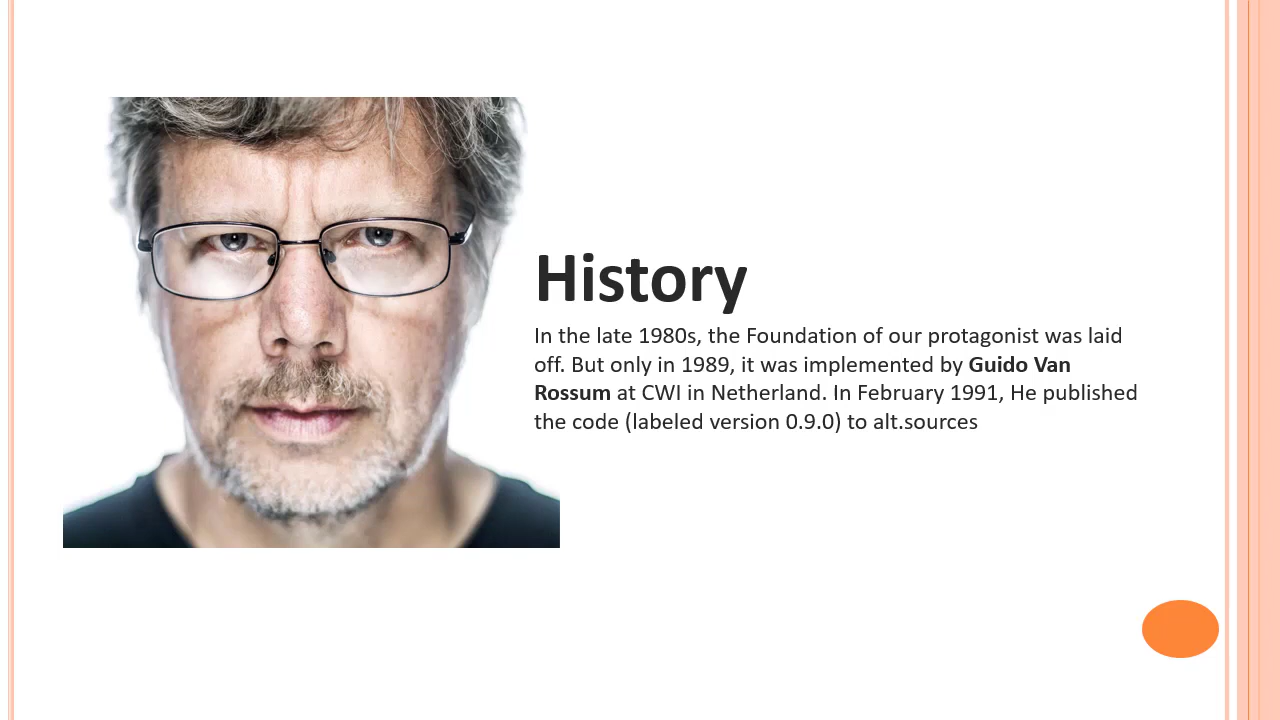 History
In the late 1980s, the Foundation of our protagonist was laid
off. But only in 1989, it was implemented by Guido Van
Rossum at CWI in Netherland. In February 1991, He published
the code (labeled version 0.9.0) to alt.sources